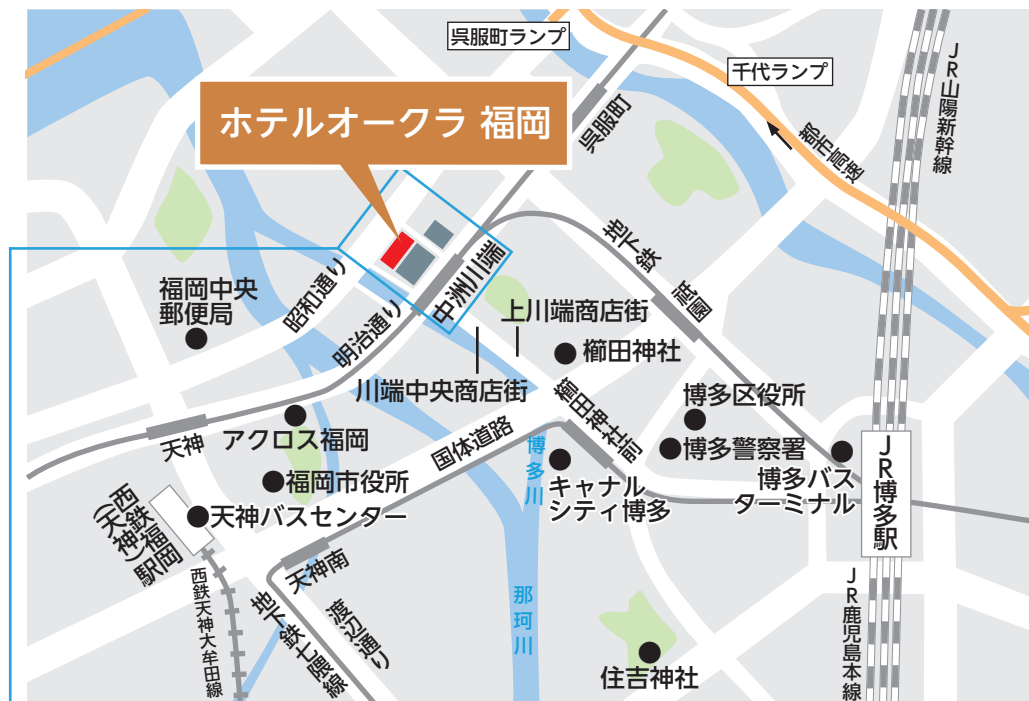 呉服町ランプ
千代ランプ
JR山陽新幹線
都市高速
ホテルオークラ 福岡
呉服町
地下鉄
祇園
中洲川端
昭和通り
明治通り
福岡中央
郵便局
上川端商店街
櫛田神社
川端中央商店街
櫛田神社前
博多区役所
博多警察署
博多バス
ターミナル
JR博多駅
天神
アクロス福岡
国体道路
博多川
キャナル
シティ博多
福岡市役所
天神バスセンター
西鉄福岡
(天神)駅
天神南
西鉄天神大牟田線
地下鉄七隈線
渡辺通り
那珂川
住吉神社
JR鹿児島本線